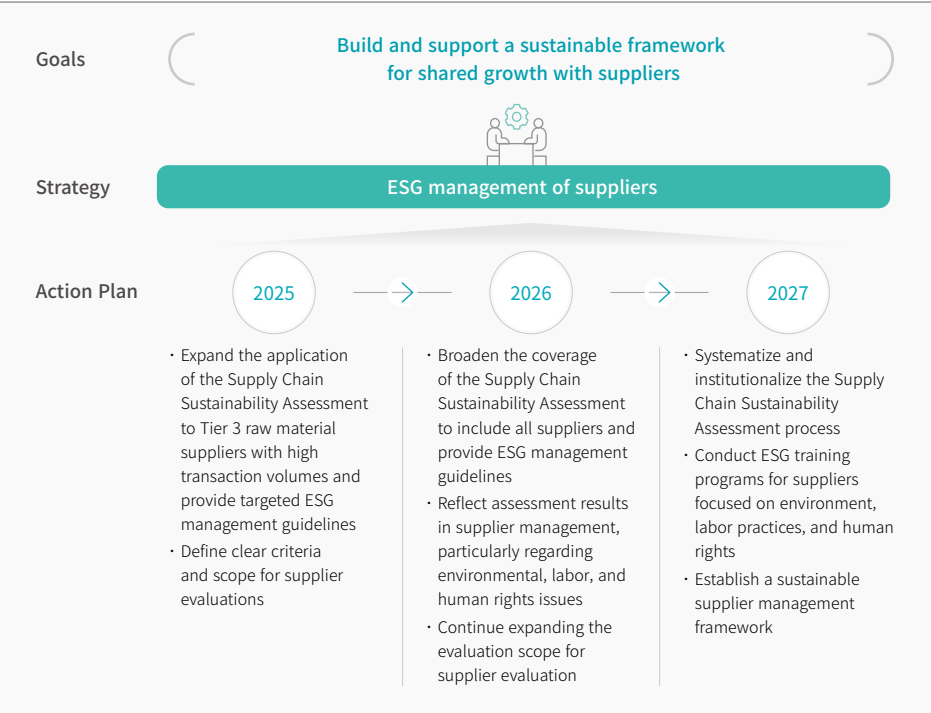 Goals
Build and support a sustainable framework
for shared growth with suppliers
Strategy
ESG management of suppliers
Action Plan
2025
2026
2027
· Expand the application
of the Supply Chain
Sustainability Assessment
to Tier 3 raw material
suppliers with high
transaction volumes and
provide targeted ESG
management guidelines
· Define clear criteria
and scope for supplier
evaluations
· Broaden the coverage
of the Supply Chain
Sustainability Assessment
to include all suppliers and
provide ESG management
guidelines
· Reflect assessment results
in supplier management,
particularly regarding
environmental, labor, and
human rights issues
· Continue expanding the
evaluation scope for
supplier evaluation
· Systematize and
institutionalize the Supply
Chain Sustainability
Assessment process
· Conduct ESG training
programs for suppliers
focused on environment,
labor practices, and human
rights
· Establish a sustainable
supplier management
framework